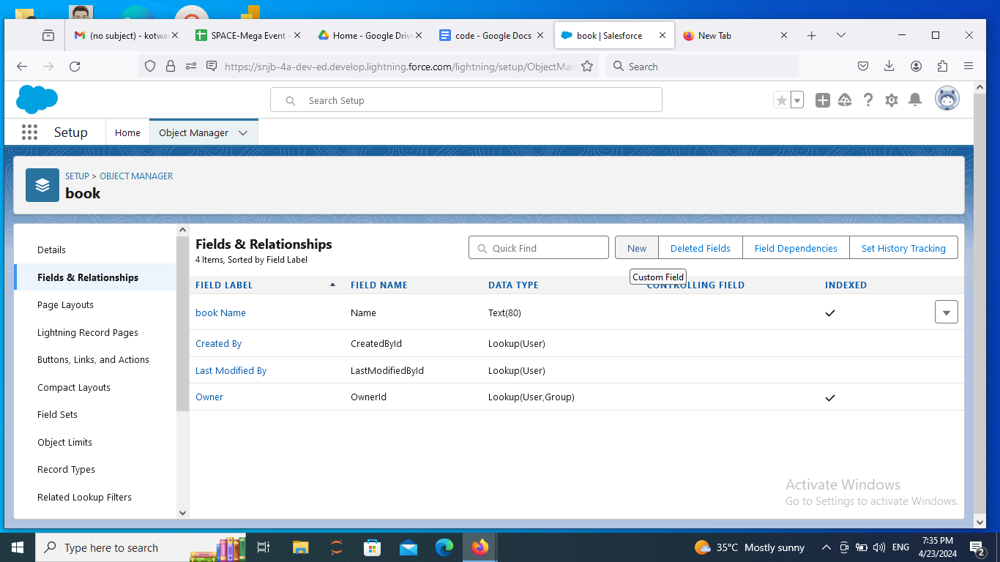 (no subject) - kotwa
SPACE-Mega Event -
Home - Google Drive
code - Google Docs
book | Salesforce
New Tab
https://snjb-4a-dev-ed.develop.lightning.force.com/lightning/setup/ObjectMan
Search
Search Setup
Setup
Home
Object Manager
SETUP > OBJECT MANAGER
book
Details
Fields & Relationships
Page Layouts
Lightning Record Pages
Buttons, Links, and Actions
Compact Layouts
Field Sets
Object Limits
Record Types
Related Lookup Filters
Fields & Relationships
4 Items, Sorted by Field Label
Quick Find
New
Deleted Fields
Field Dependencies
Set History Tracking
Custom Field
FIELD LABEL FIELD NAME DATA TYPE CONTROLLING FIELD INDEXED
book Name Name Text(80)
Created By CreatedById Lookup(User)
Last Modified By LastModifiedById Lookup(User)
Owner OwnerId Lookup(User,Group)
Activate Windows
Go to Settings to activate Windows.
Type here to search
35°C Mostly sunny
ENG
7:35 PM
4/23/2024
2